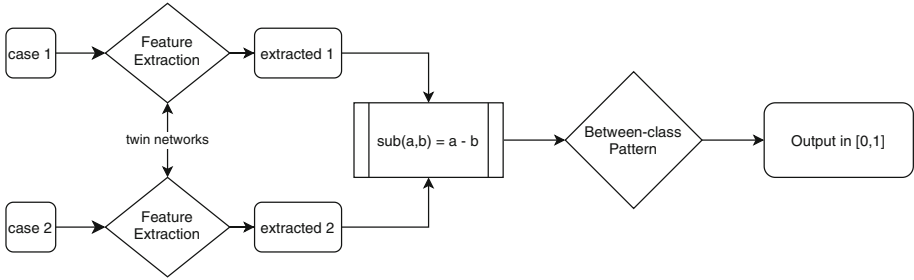 case 1
Feature
Extraction
extracted 1
twin networks
sub(a,b) = a - b
Between-class
Pattern
Output in [0,1]
case 2
Feature
Extraction
extracted 2